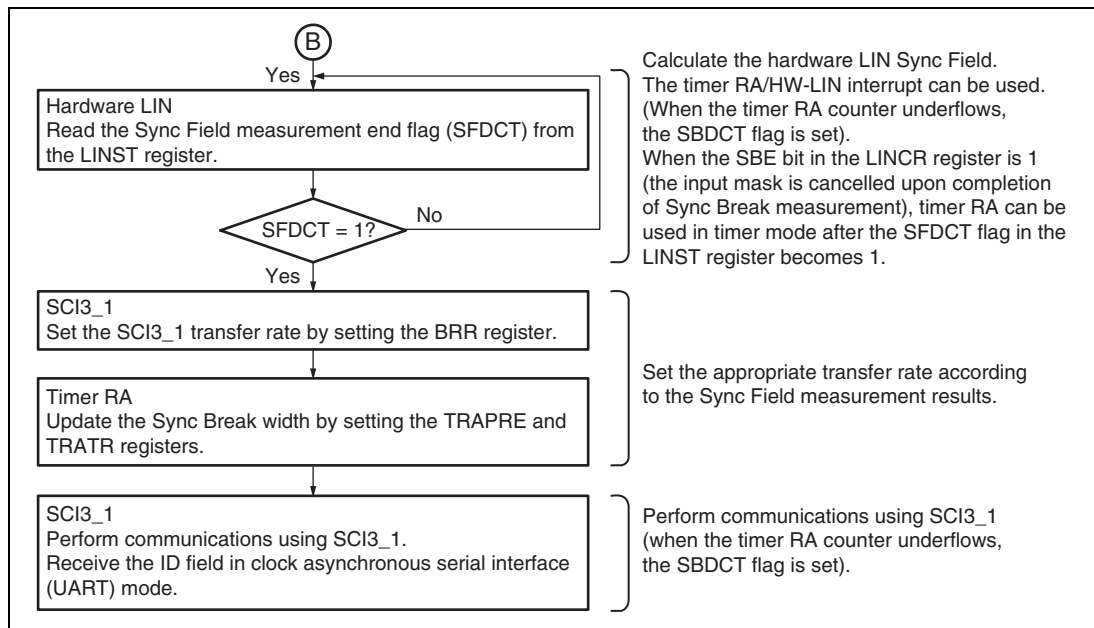 B
Yes
Hardware LIN
Read the Sync Field measurement end flag (SFDCT) from
the LINST register.
Calculate the hardware LIN Sync Field.
The timer RA/HW-LIN interrupt can be used.
(When the timer RA counter underflows,
the SBDCT flag is set).
When the SBE bit in the LINCR register is 1
(the input mask is cancelled upon completion
of Sync Break measurement), timer RA can be
used in timer mode after the SFDCT flag in the
LINST register becomes 1.
SFDCT = 1?
No
Yes
SCI3_1
Set the SCI3_1 transfer rate by setting the BRR register.
Timer RA
Update the Sync Break width by setting the TRAPRE and
TRATR registers.
Set the appropriate transfer rate according
to the Sync Field measurement results.
SCI3_1
Perform communications using SCI3_1.
Receive the ID field in clock asynchronous serial interface
(UART) mode.
Perform communications using SCI3_1
(when the timer RA counter underflows,
the SBDCT flag is set).